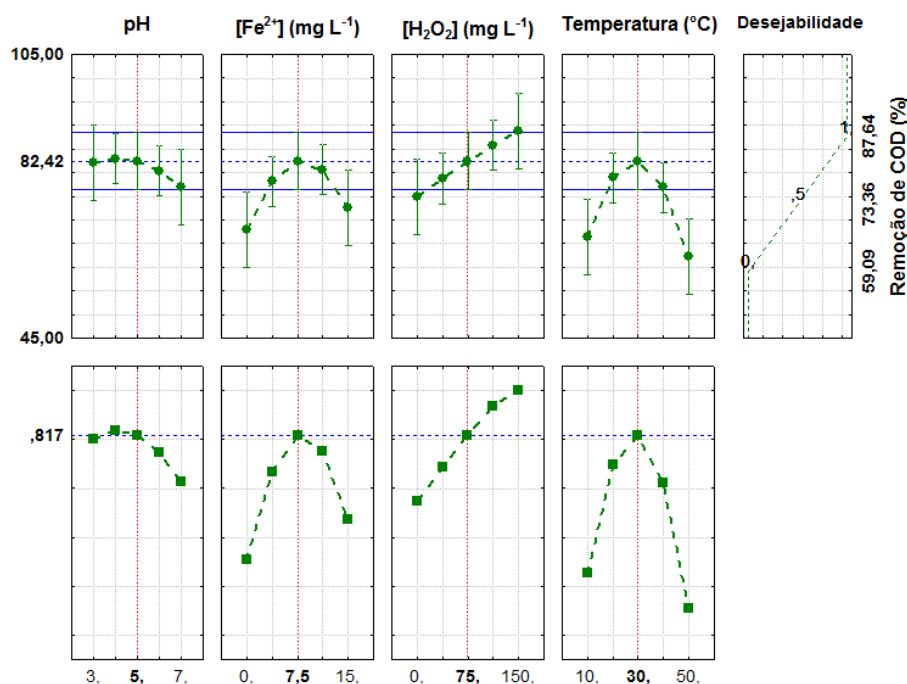 pH
[Fe²⁺] (mg L⁻¹)
[H₂O₂] (mg L⁻¹)
Temperatura (°C)
Desejabilidade
105,00
82,42
45,00
1,
,5
0,
87,64
73,36
59,09
Remoção de COD (%)
,817
3, 5, 7,
0, 7,5 15,
0, 75, 150,
10, 30, 50,